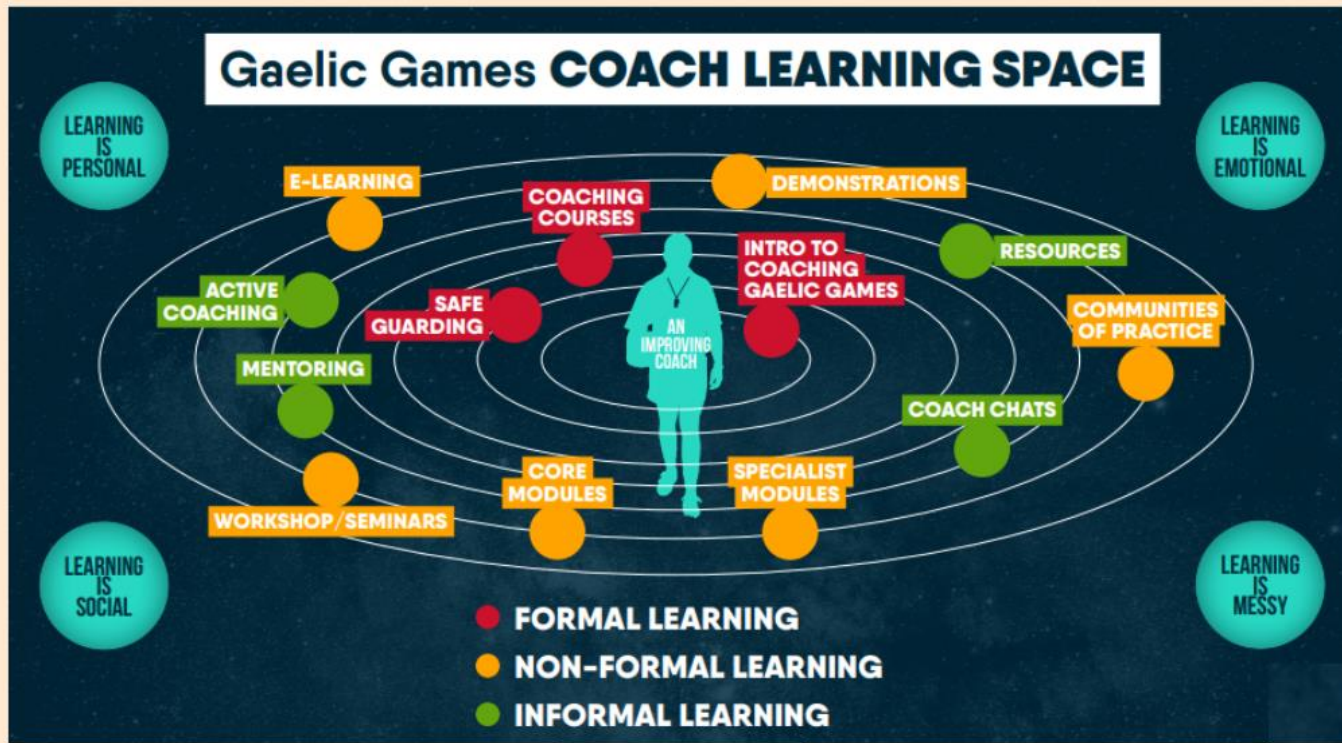 Gaelic Games COACH LEARNING SPACE
LEARNING
IS
PERSONAL
LEARNING
IS
EMOTIONAL
E-LEARNING
DEMONSTRATIONS
COACHING
COURSES
INTRO TO
COACHING
GAELIC GAMES
RESOURCES
ACTIVE
COACHING
SAFE
GUARDING
COMMUNITIES
OF PRACTICE
AN
IMPROVING
COACH
MENTORING
COACH CHATS
CORE
MODULES
SPECIALIST
MODULES
WORKSHOP/SEMINARS
LEARNING
IS
SOCIAL
LEARNING
IS
MESSY
FORMAL LEARNING
NON-FORMAL LEARNING
INFORMAL LEARNING